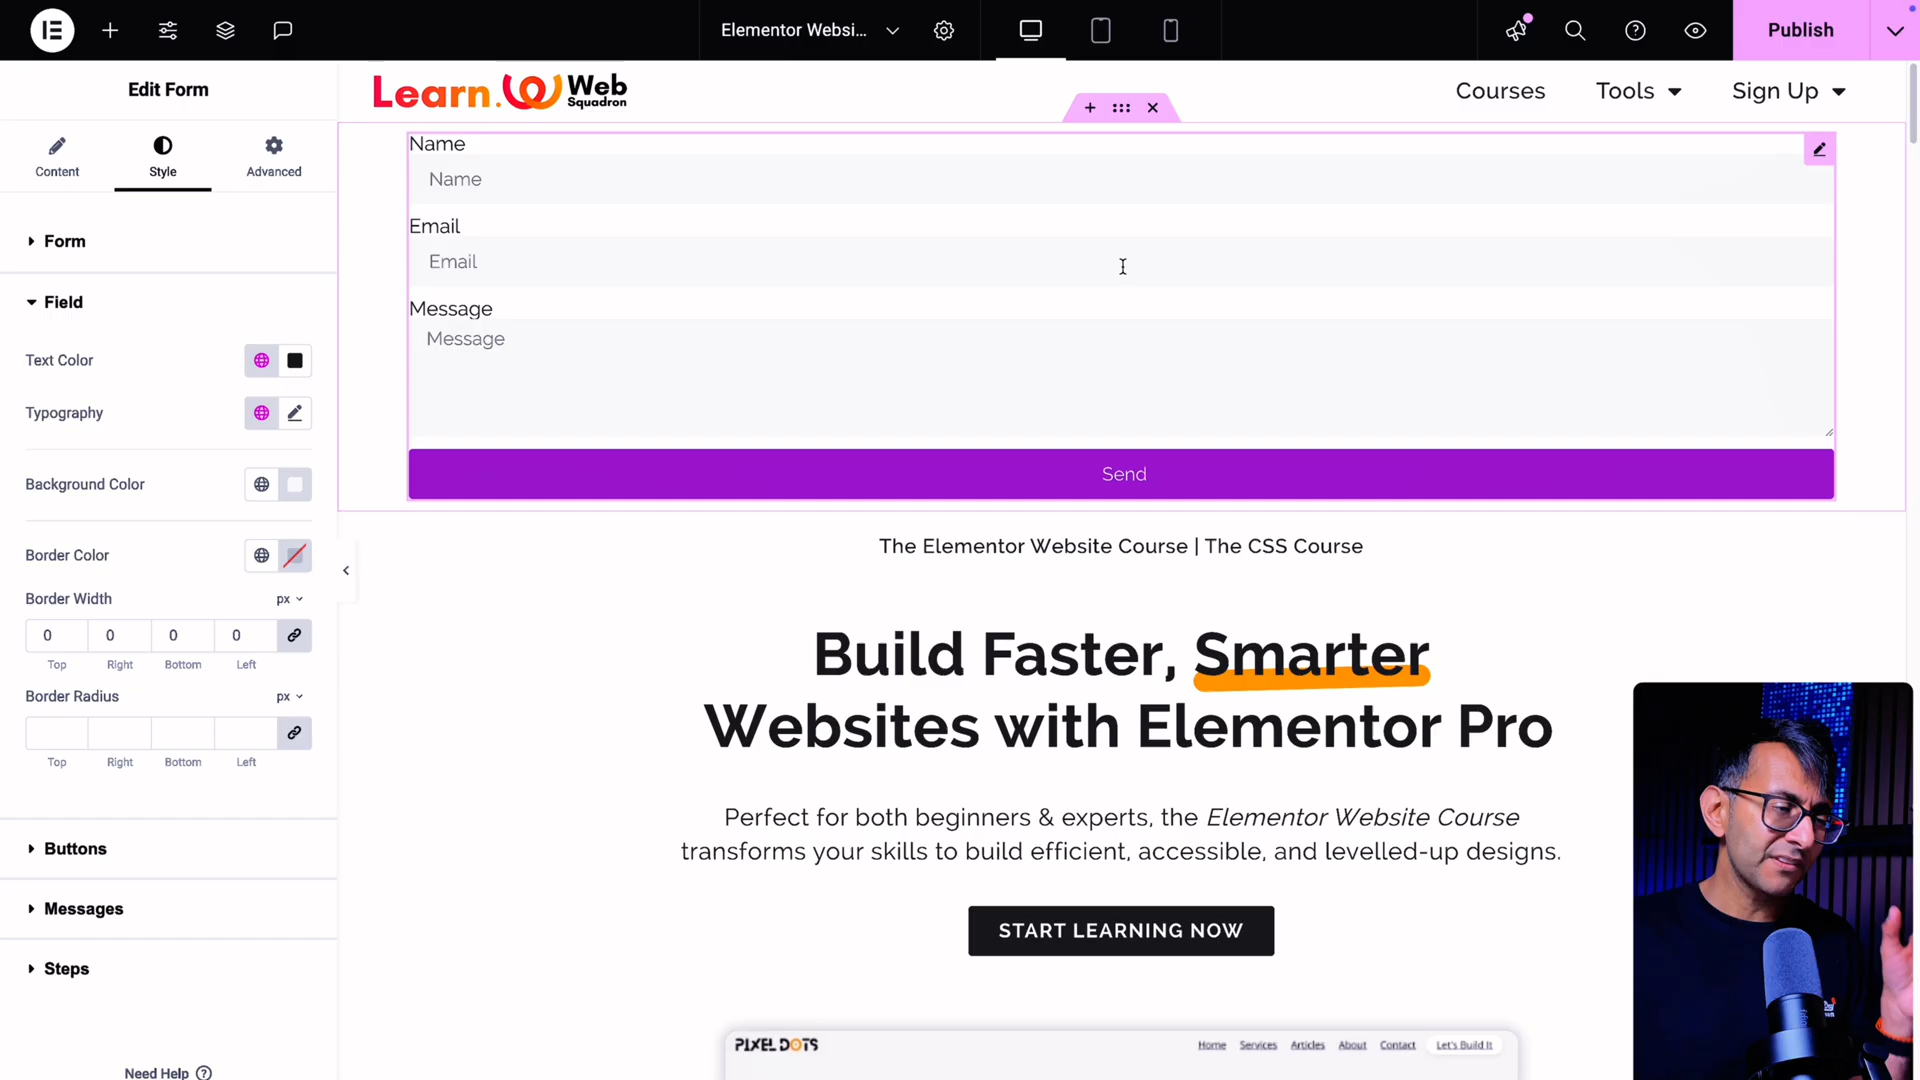 Elementor Websi...
Publish
Edit Form
Content
Style
Advanced
Form
Field
Text Color
Typography
Background Color
Border Color
Border Width
px
0 0 0 0
Top Right Bottom Left
Border Radius
px
Top Right Bottom Left
Buttons
Messages
Steps
Need Help
Learn.
Web
Squadron
Courses
Tools
Sign Up
Name
Name
Email
Email
Message
Message
Send
The Elementor Website Course | The CSS Course
Build Faster, Smarter
Websites with Elementor Pro
Perfect for both beginners & experts, the Elementor Website Course
transforms your skills to build efficient, accessible, and levelled-up designs.
START LEARNING NOW
PIXEL DOTS
Home Services Articles About Contact Let's Build It